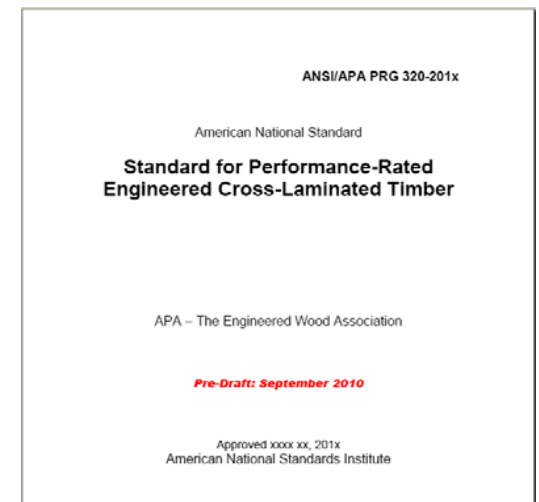 ANSI/APA PRG 320-201x
American National Standard
Standard for Performance-Rated
Engineered Cross-Laminated Timber
APA – The Engineered Wood Association
Pre-Draft: September 2010
Approved xxxx xx, 201x
American National Standards Institute